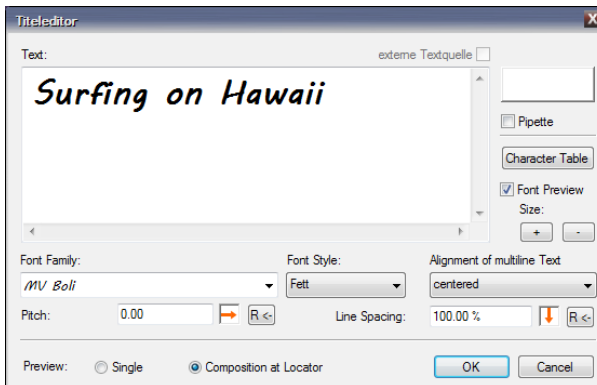 Titeleditor
X
Text: externe Textquelle
Surfing on Hawaii
Pipette
Character Table
Font Preview
Size:
+ -
Font Family: Font Style: Alignment of multiline Text
MV Boli Fett centered
Pitch: 0.00 R <- Line Spacing: 100.00 % R <-
Preview: Single Composition at Locator OK Cancel